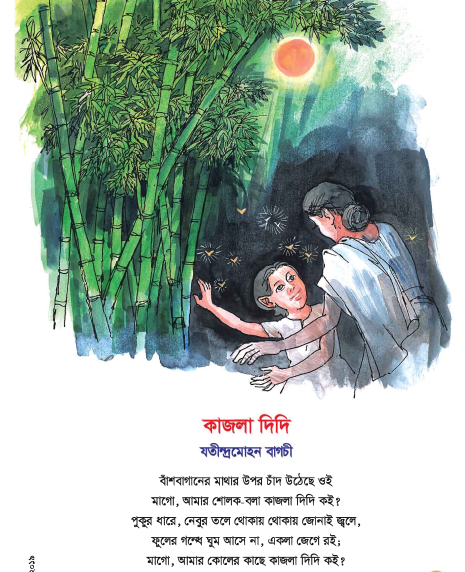 কাজলা দিদি
যতীন্দ্রমোহন বাগচী
বাঁশবাগানের মাথার উপর চাঁদ উঠেছে ওই
মাগো, আমার শোলক-বলা কাজলা দিদি কই?
পুকুর ধারে, নেবুর তলে থোকায় থোকায় জোনাই জ্বলে,
ফুলের গন্ধে ঘুম আসে না, একলা জেগে রই;
মাগো, আমার কোলের কাছে কাজলা দিদি কই?
২০১৯